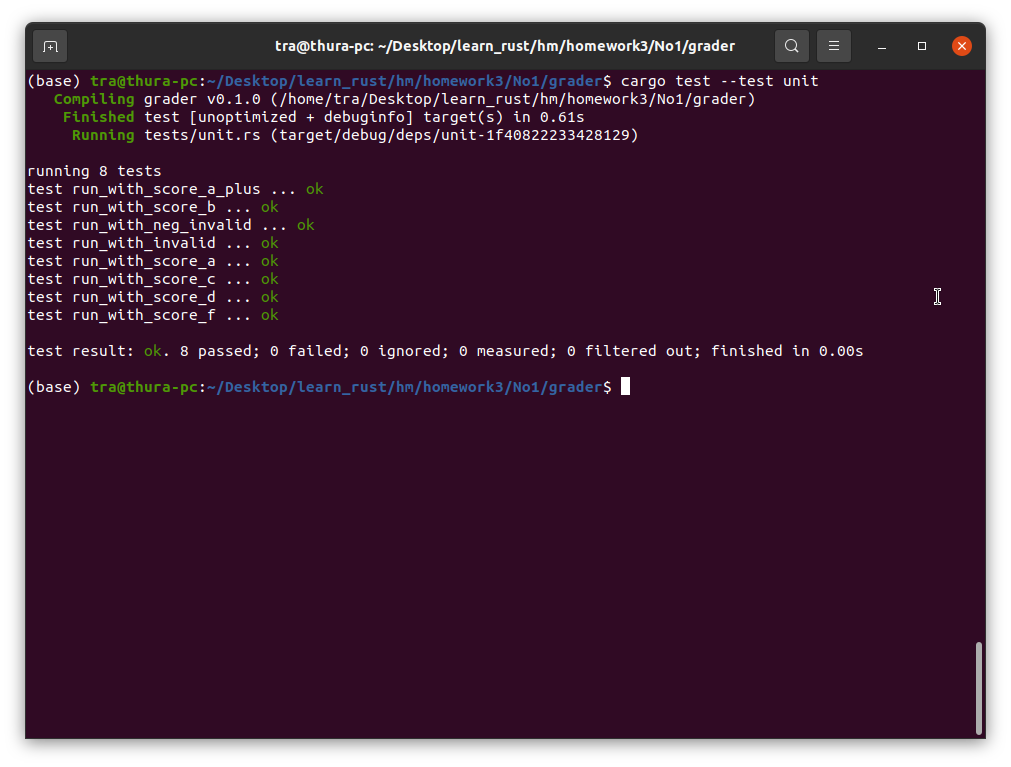 tra@thura-pc: ~/Desktop/learn_rust/hm/homework3/No1/grader
(base) tra@thura-pc:~/Desktop/learn_rust/hm/homework3/No1/grader$ cargo test --test unit
   Compiling grader v0.1.0 (/home/tra/Desktop/learn_rust/hm/homework3/No1/grader)
    Finished test [unoptimized + debuginfo] target(s) in 0.61s
     Running tests/unit.rs (target/debug/deps/unit-1f40822233428129)
running 8 tests
test run_with_score_a_plus ... ok
test run_with_score_b ... ok
test run_with_neg_invalid ... ok
test run_with_invalid ... ok
test run_with_score_a ... ok
test run_with_score_c ... ok
test run_with_score_d ... ok
test run_with_score_f ... ok
test result: ok. 8 passed; 0 failed; 0 ignored; 0 measured; 0 filtered out; finished in 0.00s
(base) tra@thura-pc:~/Desktop/learn_rust/hm/homework3/No1/grader$